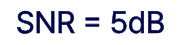 SNR = 5dB